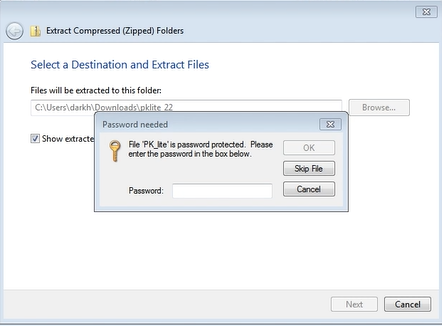 Extract Compressed (Zipped) Folders
Select a Destination and Extract Files
Files will be extracted to this folder:
C:\Users\darkh\Downloads\pklite_22
Browse...
Show extracte
Password needed
File 'PK_lite' is password protected. Please
enter the password in the box below.
OK
Skip File
Cancel
Password:
Next
Cancel